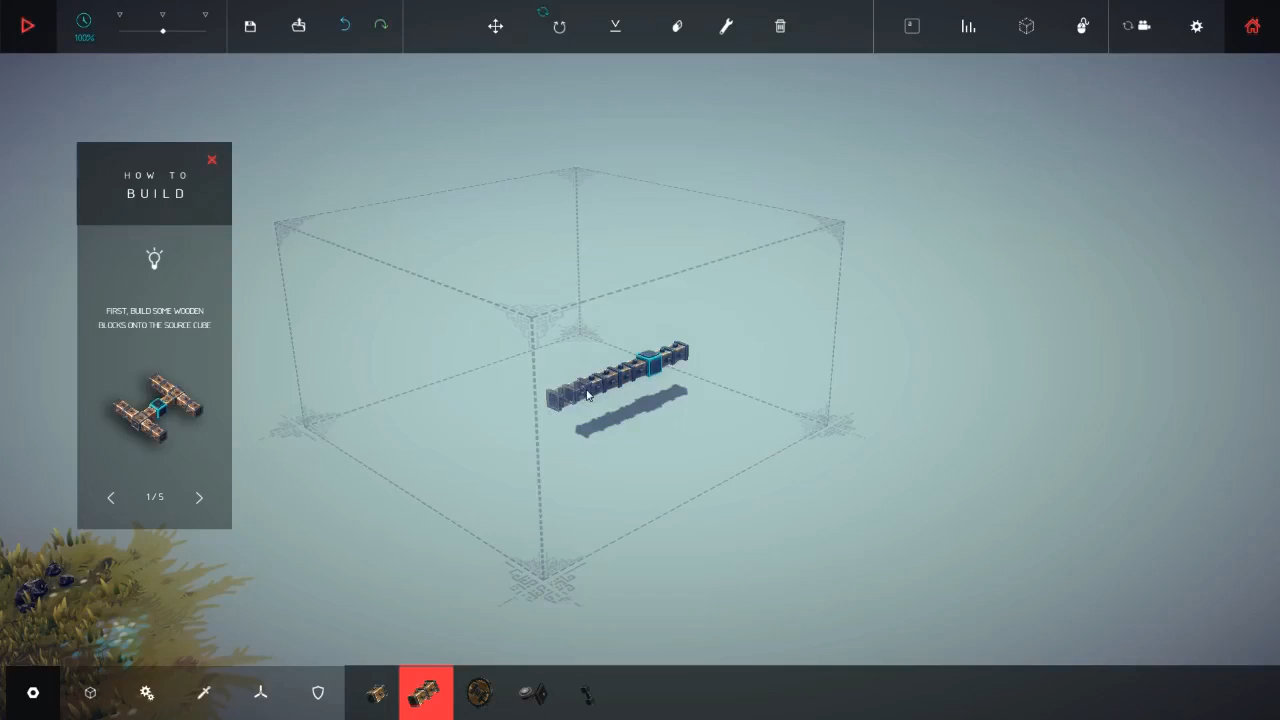 100%
HOW TO
BUILD
FIRST, BUILD SOME WOODEN
BLOCKS ONTO THE SOURCE CUBE
1/5